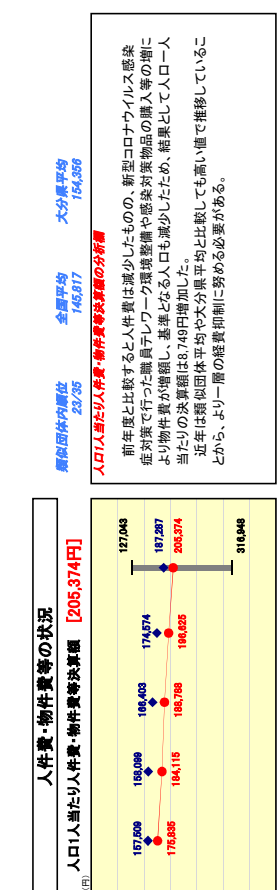 人件費・物件費等の状況
人口1人当たり人件費・物件費等決算額 [205,374円]
(円)
127,043
157,509
158,099
166,403
174,574
187,287
175,835
184,115
188,788
196,625
205,374
316,948
類似団体内順位 全国平均 大分県平均
23/35 145,817 154,356
人口1人当たり人件費・物件費等決算額の分析欄
前年度と比較すると人件費は減少したものの、新型コロナウイルス感染
症対策で行った職員テレワーク環境整備や感染対策物品の購入等の増に
より物件費が増額し、基準となる人口も減少したため、結果として人口一人
当たりの決算額は8,749円増加した。
近年は類似団体平均や大分県平均と比較しても高い値で推移しているこ
とから、より一層の経費抑制に努める必要がある。